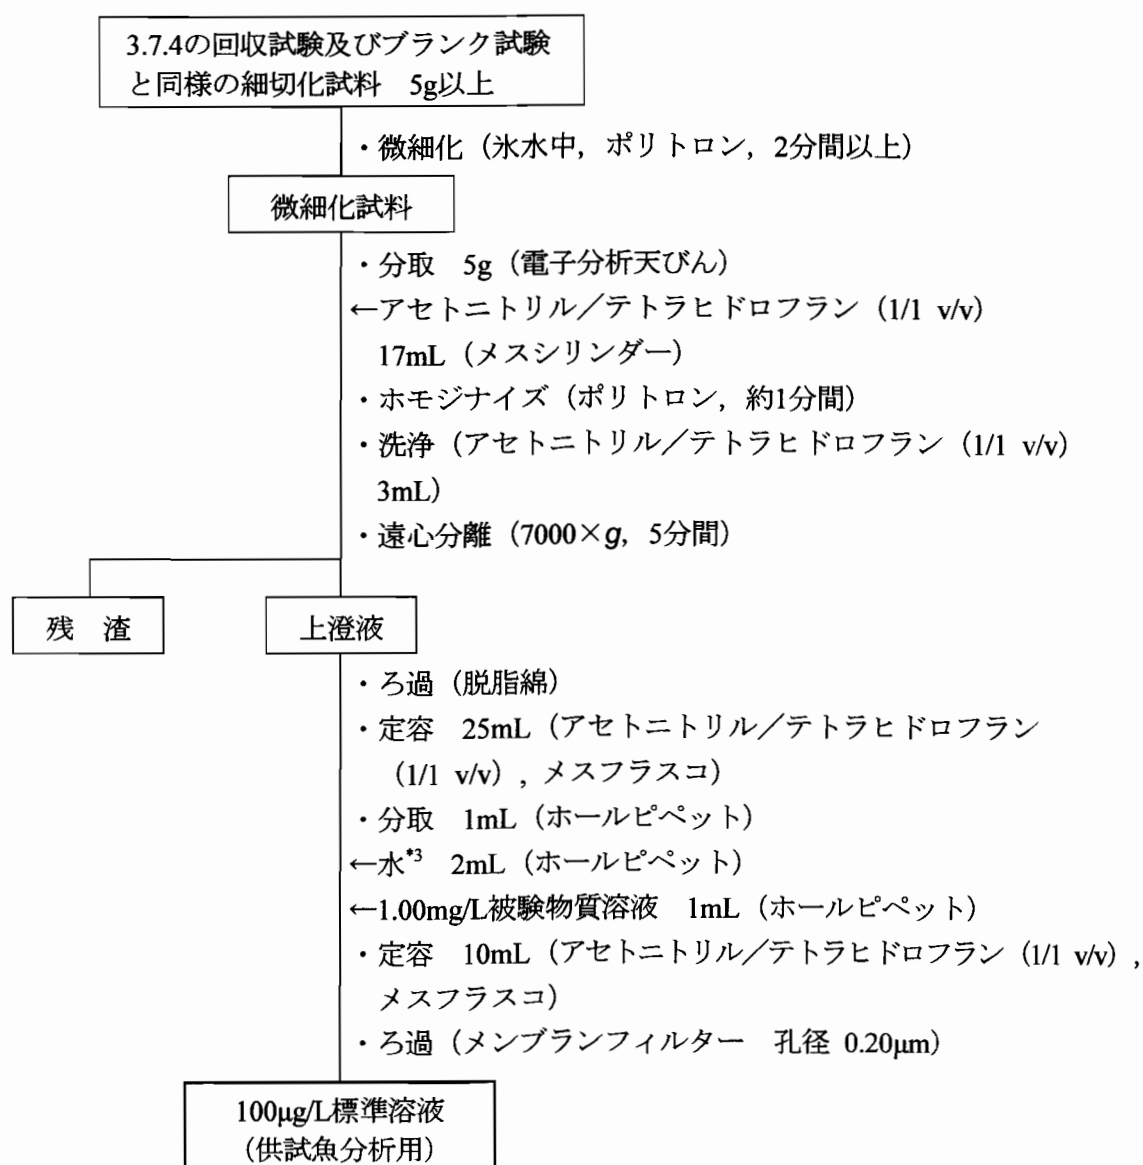 3.7.4の回収試験及びブランク試験
と同様の細切化試料　5g以上
・微細化（氷水中，ポリトロン，2分間以上）
微細化試料
・分取　5g（電子分析天びん）
←アセトニトリル／テトラヒドロフラン（1/1 v/v）
17mL（メスシリンダー）
・ホモジナイズ（ポリトロン，約1分間）
・洗浄（アセトニトリル／テトラヒドロフラン（1/1 v/v）
3mL）
・遠心分離（7000×g，5分間）
残　渣
上澄液
・ろ過（脱脂綿）
・定容　25mL（アセトニトリル／テトラヒドロフラン
（1/1 v/v），メスフラスコ）
・分取　1mL（ホールピペット）
←水*3　2mL（ホールピペット）
←1.00mg/L被験物質溶液　1mL（ホールピペット）
・定容　10mL（アセトニトリル／テトラヒドロフラン（1/1 v/v），
メスフラスコ）
・ろ過（メンブランフィルター　孔径 0.20μm）
100μg/L標準溶液
（供試魚分析用）